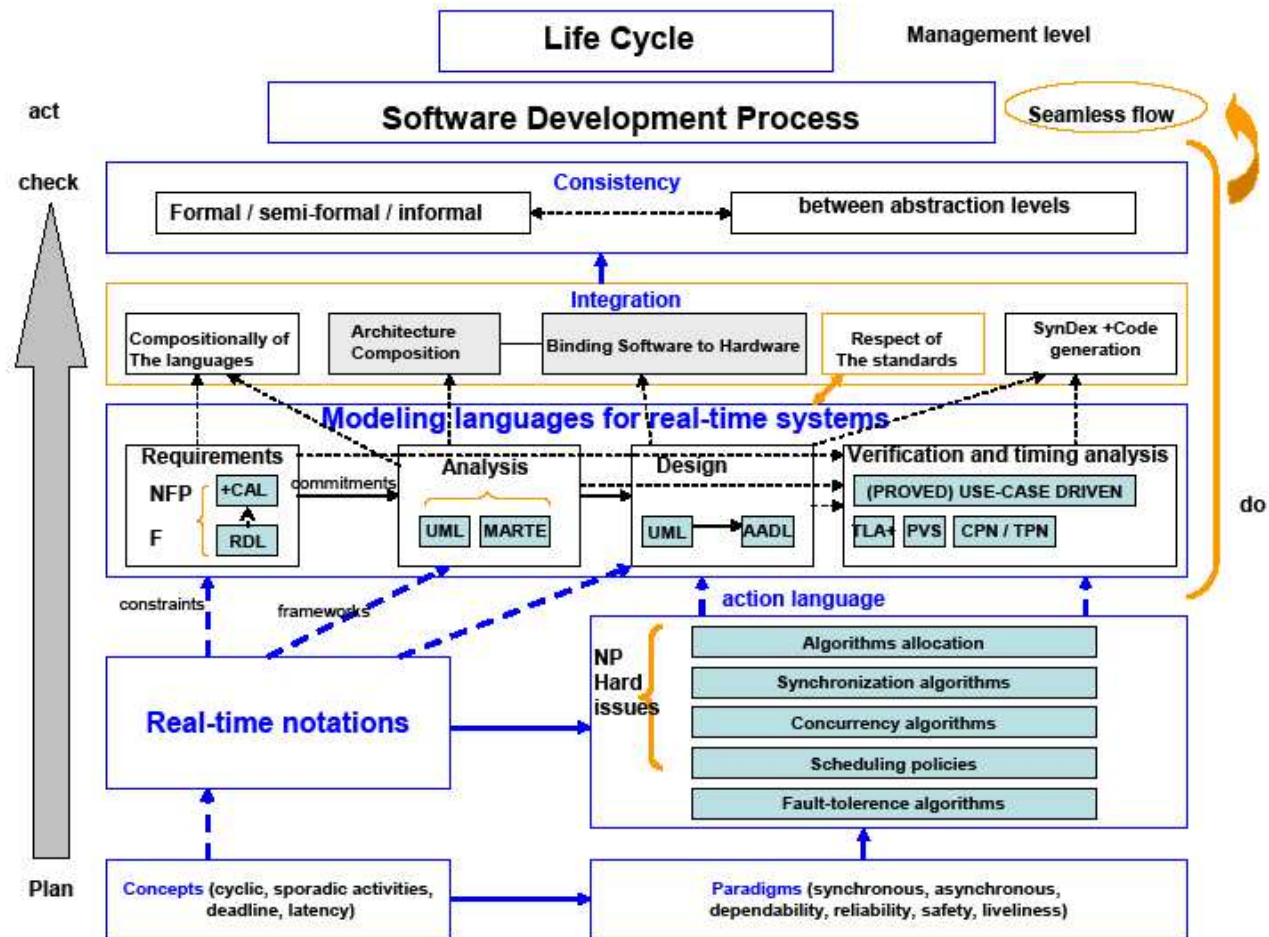 Life Cycle
Management level
act
Software Development Process
Seamless flow
check
Consistency
Formal / semi-formal / informal
between abstraction levels
Integration
Compositionally of
The languages
Architecture
Composition
Binding Software to Hardware
Respect of
The standards
SynDex +Code
generation
Modeling languages for real-time systems
Requirements
NFP
+CAL
F
RDL
commitments
Analysis
UML
MARTE
Design
UML
AADL
Verification and timing analysis
(PROVED) USE-CASE DRIVEN
TLA+
PVS
CPN / TPN
do
constraints
frameworks
action language
Real-time notations
NP
Hard
issues
Algorithms allocation
Synchronization algorithms
Concurrency algorithms
Scheduling policies
Fault-tolerence algorithms
Plan
Concepts (cyclic, sporadic activities,
deadline, latency)
Paradigms (synchronous, asynchronous,
dependability, reliability, safety, liveliness)